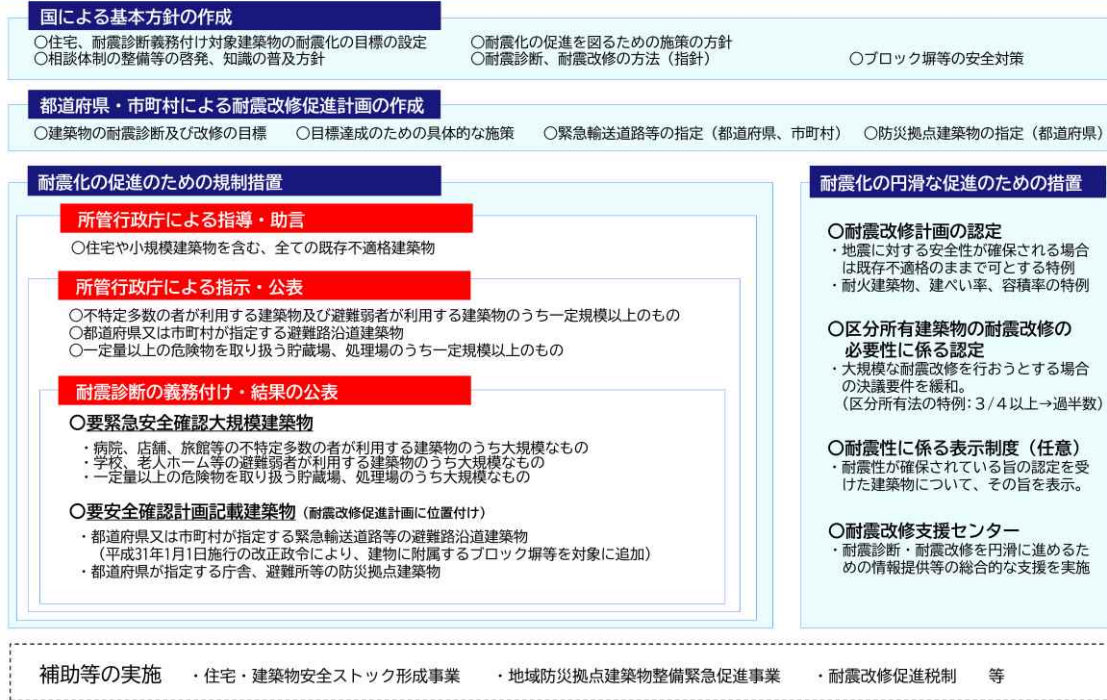 国による基本方針の作成
○住宅、耐震診断義務付け対象建築物の耐震化の目標の設定 ○耐震化の促進を図るための施策の方針
○相談体制の整備等の啓発、知識の普及方針 ○耐震診断、耐震改修の方法（指針） ○ブロック塀等の安全対策
都道府県・市町村による耐震改修促進計画の作成
○建築物の耐震診断及び改修の目標 ○目標達成のための具体的な施策 ○緊急輸送道路等の指定（都道府県、市町村） ○防災拠点建築物の指定（都道府県）
耐震化の促進のための規制措置
所管行政庁による指導・助言
○住宅や小規模建築物を含む、全ての既存不適格建築物
所管行政庁による指示・公表
○不特定多数の者が利用する建築物及び避難弱者が利用する建築物のうち一定規模以上のもの
○都道府県又は市町村が指定する避難路沿道建築物
○一定量以上の危険物を取り扱う貯蔵場、処理場のうち一定規模以上のもの
耐震診断の義務付け・結果の公表
○要緊急安全確認大規模建築物
・病院、店舗、旅館等の不特定多数の者が利用する建築物のうち大規模なもの
・学校、老人ホーム等の避難弱者が利用する建築物のうち大規模なもの
・一定量以上の危険物を取り扱う貯蔵場、処理場のうち大規模なもの
○要安全確認計画記載建築物（耐震改修促進計画に位置付け）
・都道府県又は市町村が指定する緊急輸送道路等の避難路沿道建築物
（平成31年1月1日施行の改正政令により、建物に附属するブロック塀等を対象に追加）
・都道府県が指定する庁舎、避難所等の防災拠点建築物
耐震化の円滑な促進のための措置
○耐震改修計画の認定
・地震に対する安全性が確保される場合
は既存不適格のままで可とする特例
・耐火建築物、建ぺい率、容積率の特例
○区分所有建築物の耐震改修の
必要性に係る認定
・大規模な耐震改修を行おうとする場合
の決議要件を緩和。
（区分所有法の特例：３/４以上→過半数）
○耐震性に係る表示制度（任意）
・耐震性が確保されている旨の認定を受
けた建築物について、その旨を表示。
○耐震改修支援センター
・耐震診断・耐震改修を円滑に進めるた
めの情報提供等の総合的な支援を実施
補助等の実施 ・住宅・建築物安全ストック形成事業 ・地域防災拠点建築物整備緊急促進事業 ・耐震改修促進税制 等